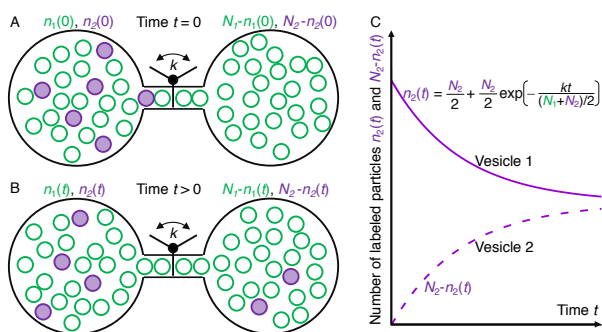 A
n₁(0), n₂(0)
Time t = 0
N₁-n₁(0), N₂-n₂(0)
k
B
n₁(t), n₂(t)
Time t > 0
N₁-n₁(t), N₂-n₂(t)
k
C
Number of labeled particles n₂(t) and N₂-n₂(t)
n₂(t) = N₂/2 + N₂/2 exp(-kt/(N₁+N₂)/2)
Vesicle 1
Vesicle 2
N₂-n₂(t)
Time t